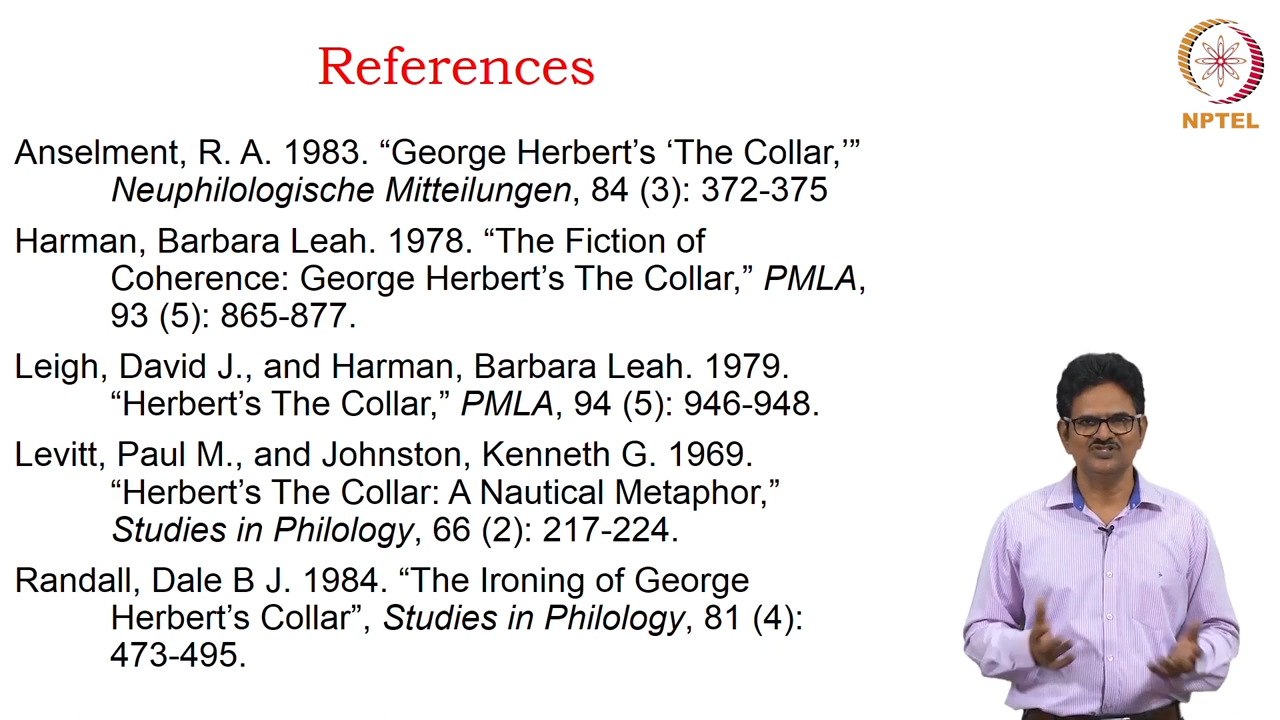 References
NPTEL
Anselment, R. A. 1983. “George Herbert’s ‘The Collar,’”
Neuphilologische Mitteilungen, 84 (3): 372-375
Harman, Barbara Leah. 1978. “The Fiction of
Coherence: George Herbert’s The Collar,” PMLA,
93 (5): 865-877.
Leigh, David J., and Harman, Barbara Leah. 1979.
“Herbert’s The Collar,” PMLA, 94 (5): 946-948.
Levitt, Paul M., and Johnston, Kenneth G. 1969.
“Herbert’s The Collar: A Nautical Metaphor,”
Studies in Philology, 66 (2): 217-224.
Randall, Dale B J. 1984. “The Ironing of George
Herbert’s Collar”, Studies in Philology, 81 (4):
473-495.